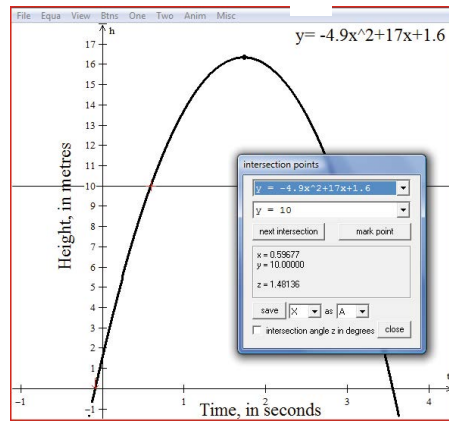 File Equa View Btns One Two Anim Misc
y= -4.9x^2+17x+1.6
h
17
16
15
14
13
12
11
10
9
8
7
6
5
4
3
2
1
-1
Height, in metres
intersection points
y = -4.9x^2+17x+1.6
y = 10
next intersection mark point
x = 0.59677
y = 10.00000
z = 1.48136
save X as A
intersection angle z in degrees close
-1 1 2 3 4
t
Time, in seconds